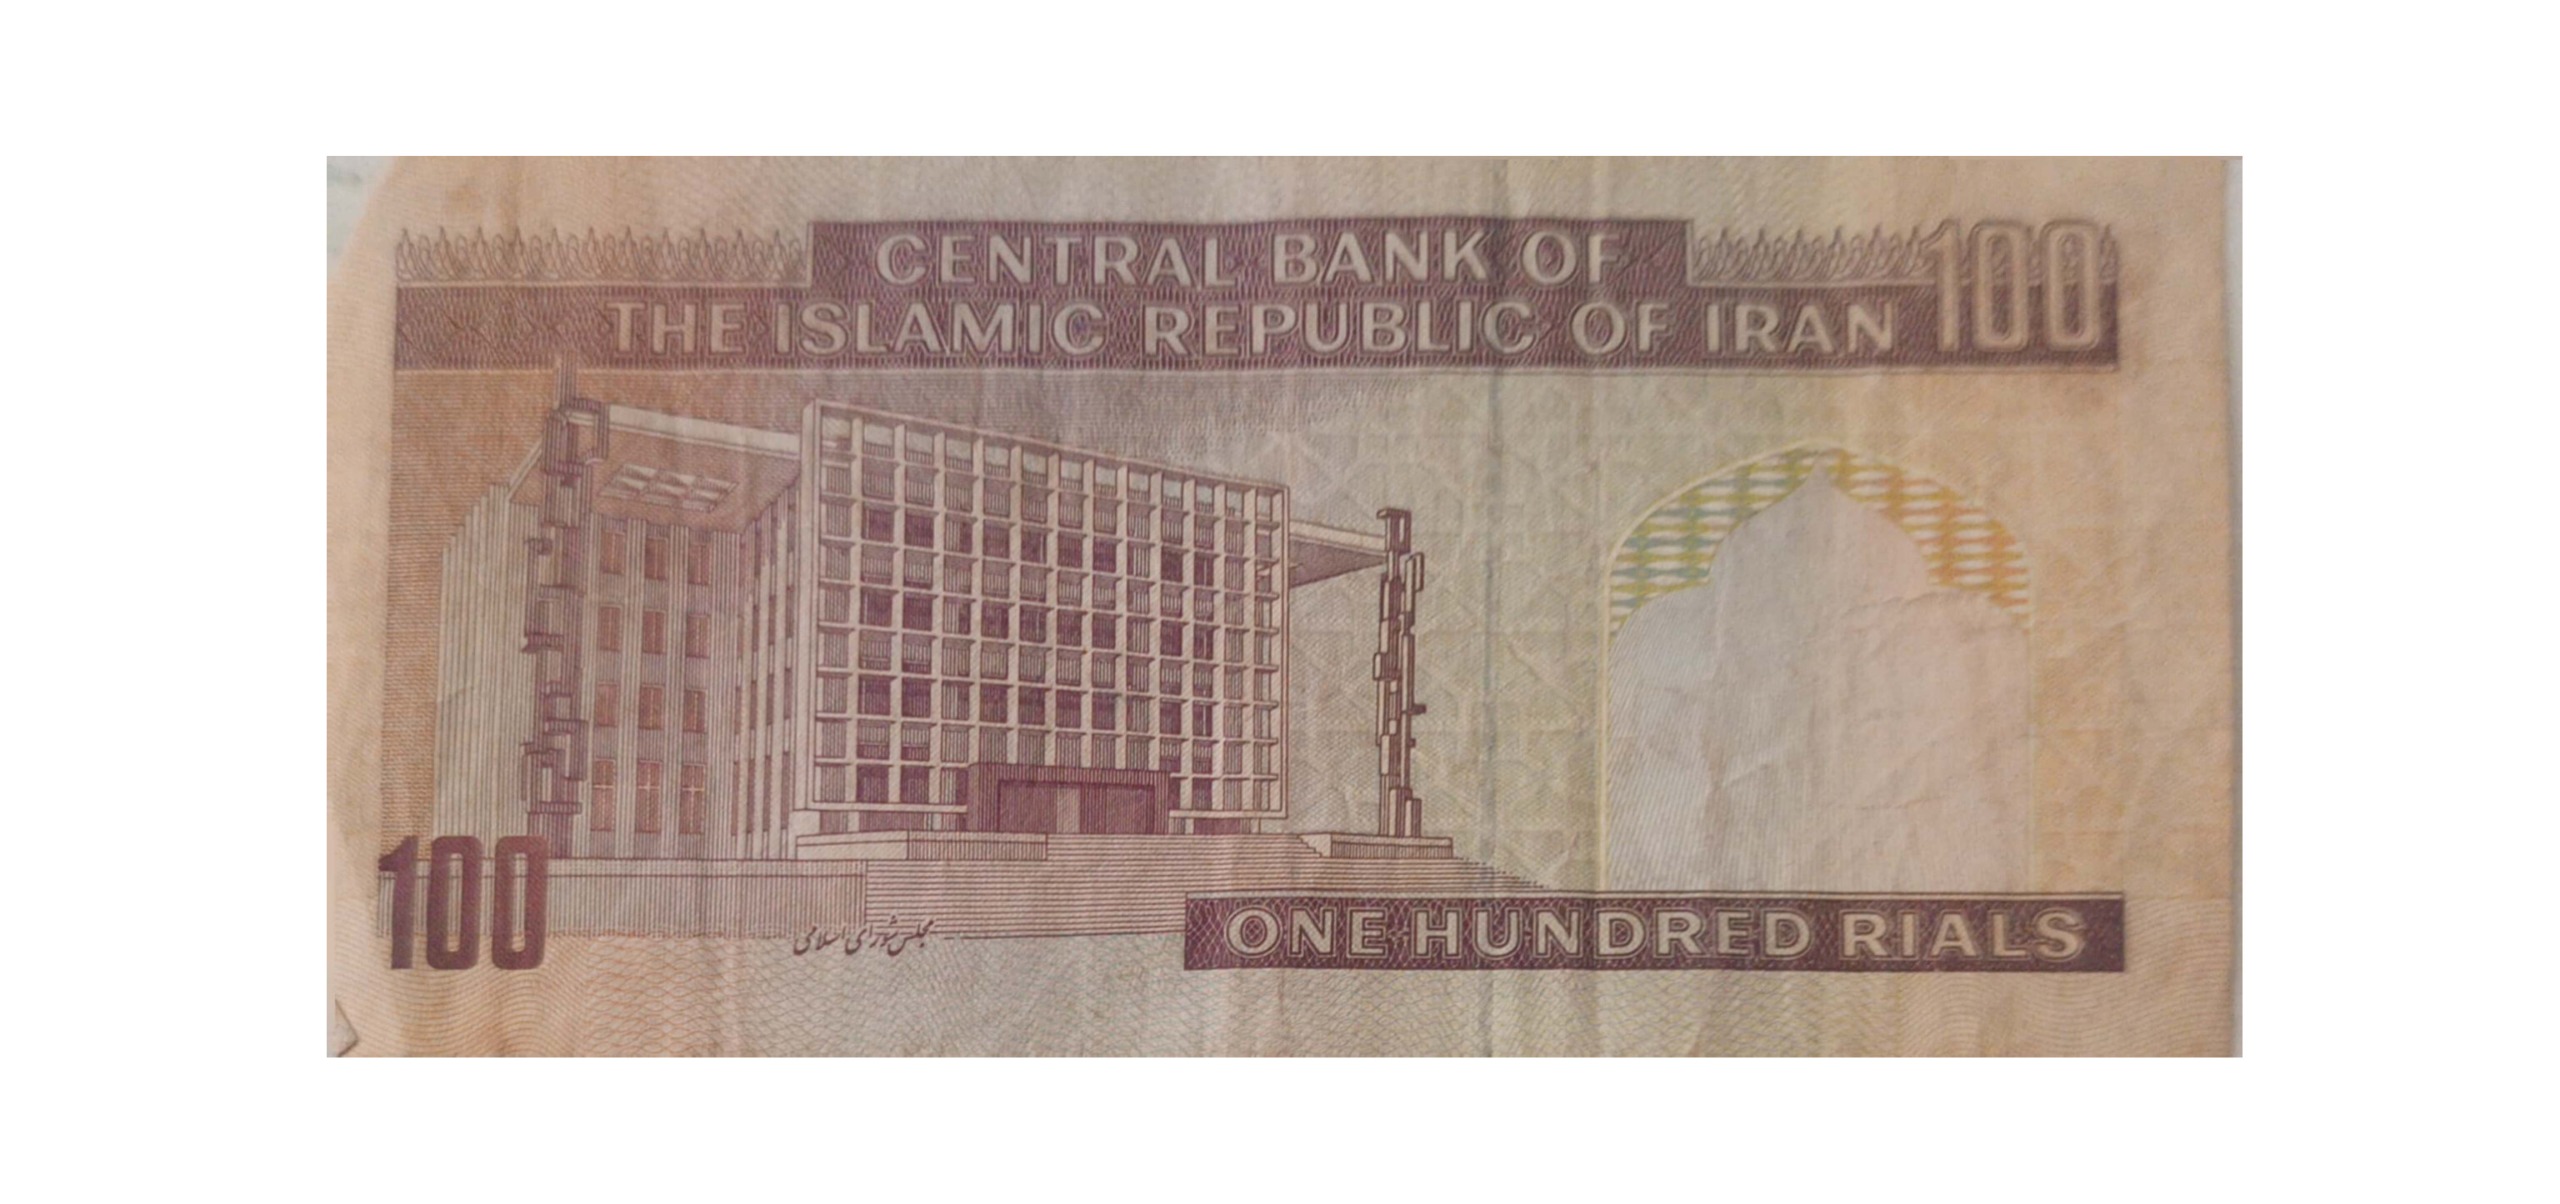 CENTRAL BANK OF
THE ISLAMIC REPUBLIC OF IRAN 100
100
مجلس شورای اسلامی
ONE HUNDRED RIALS